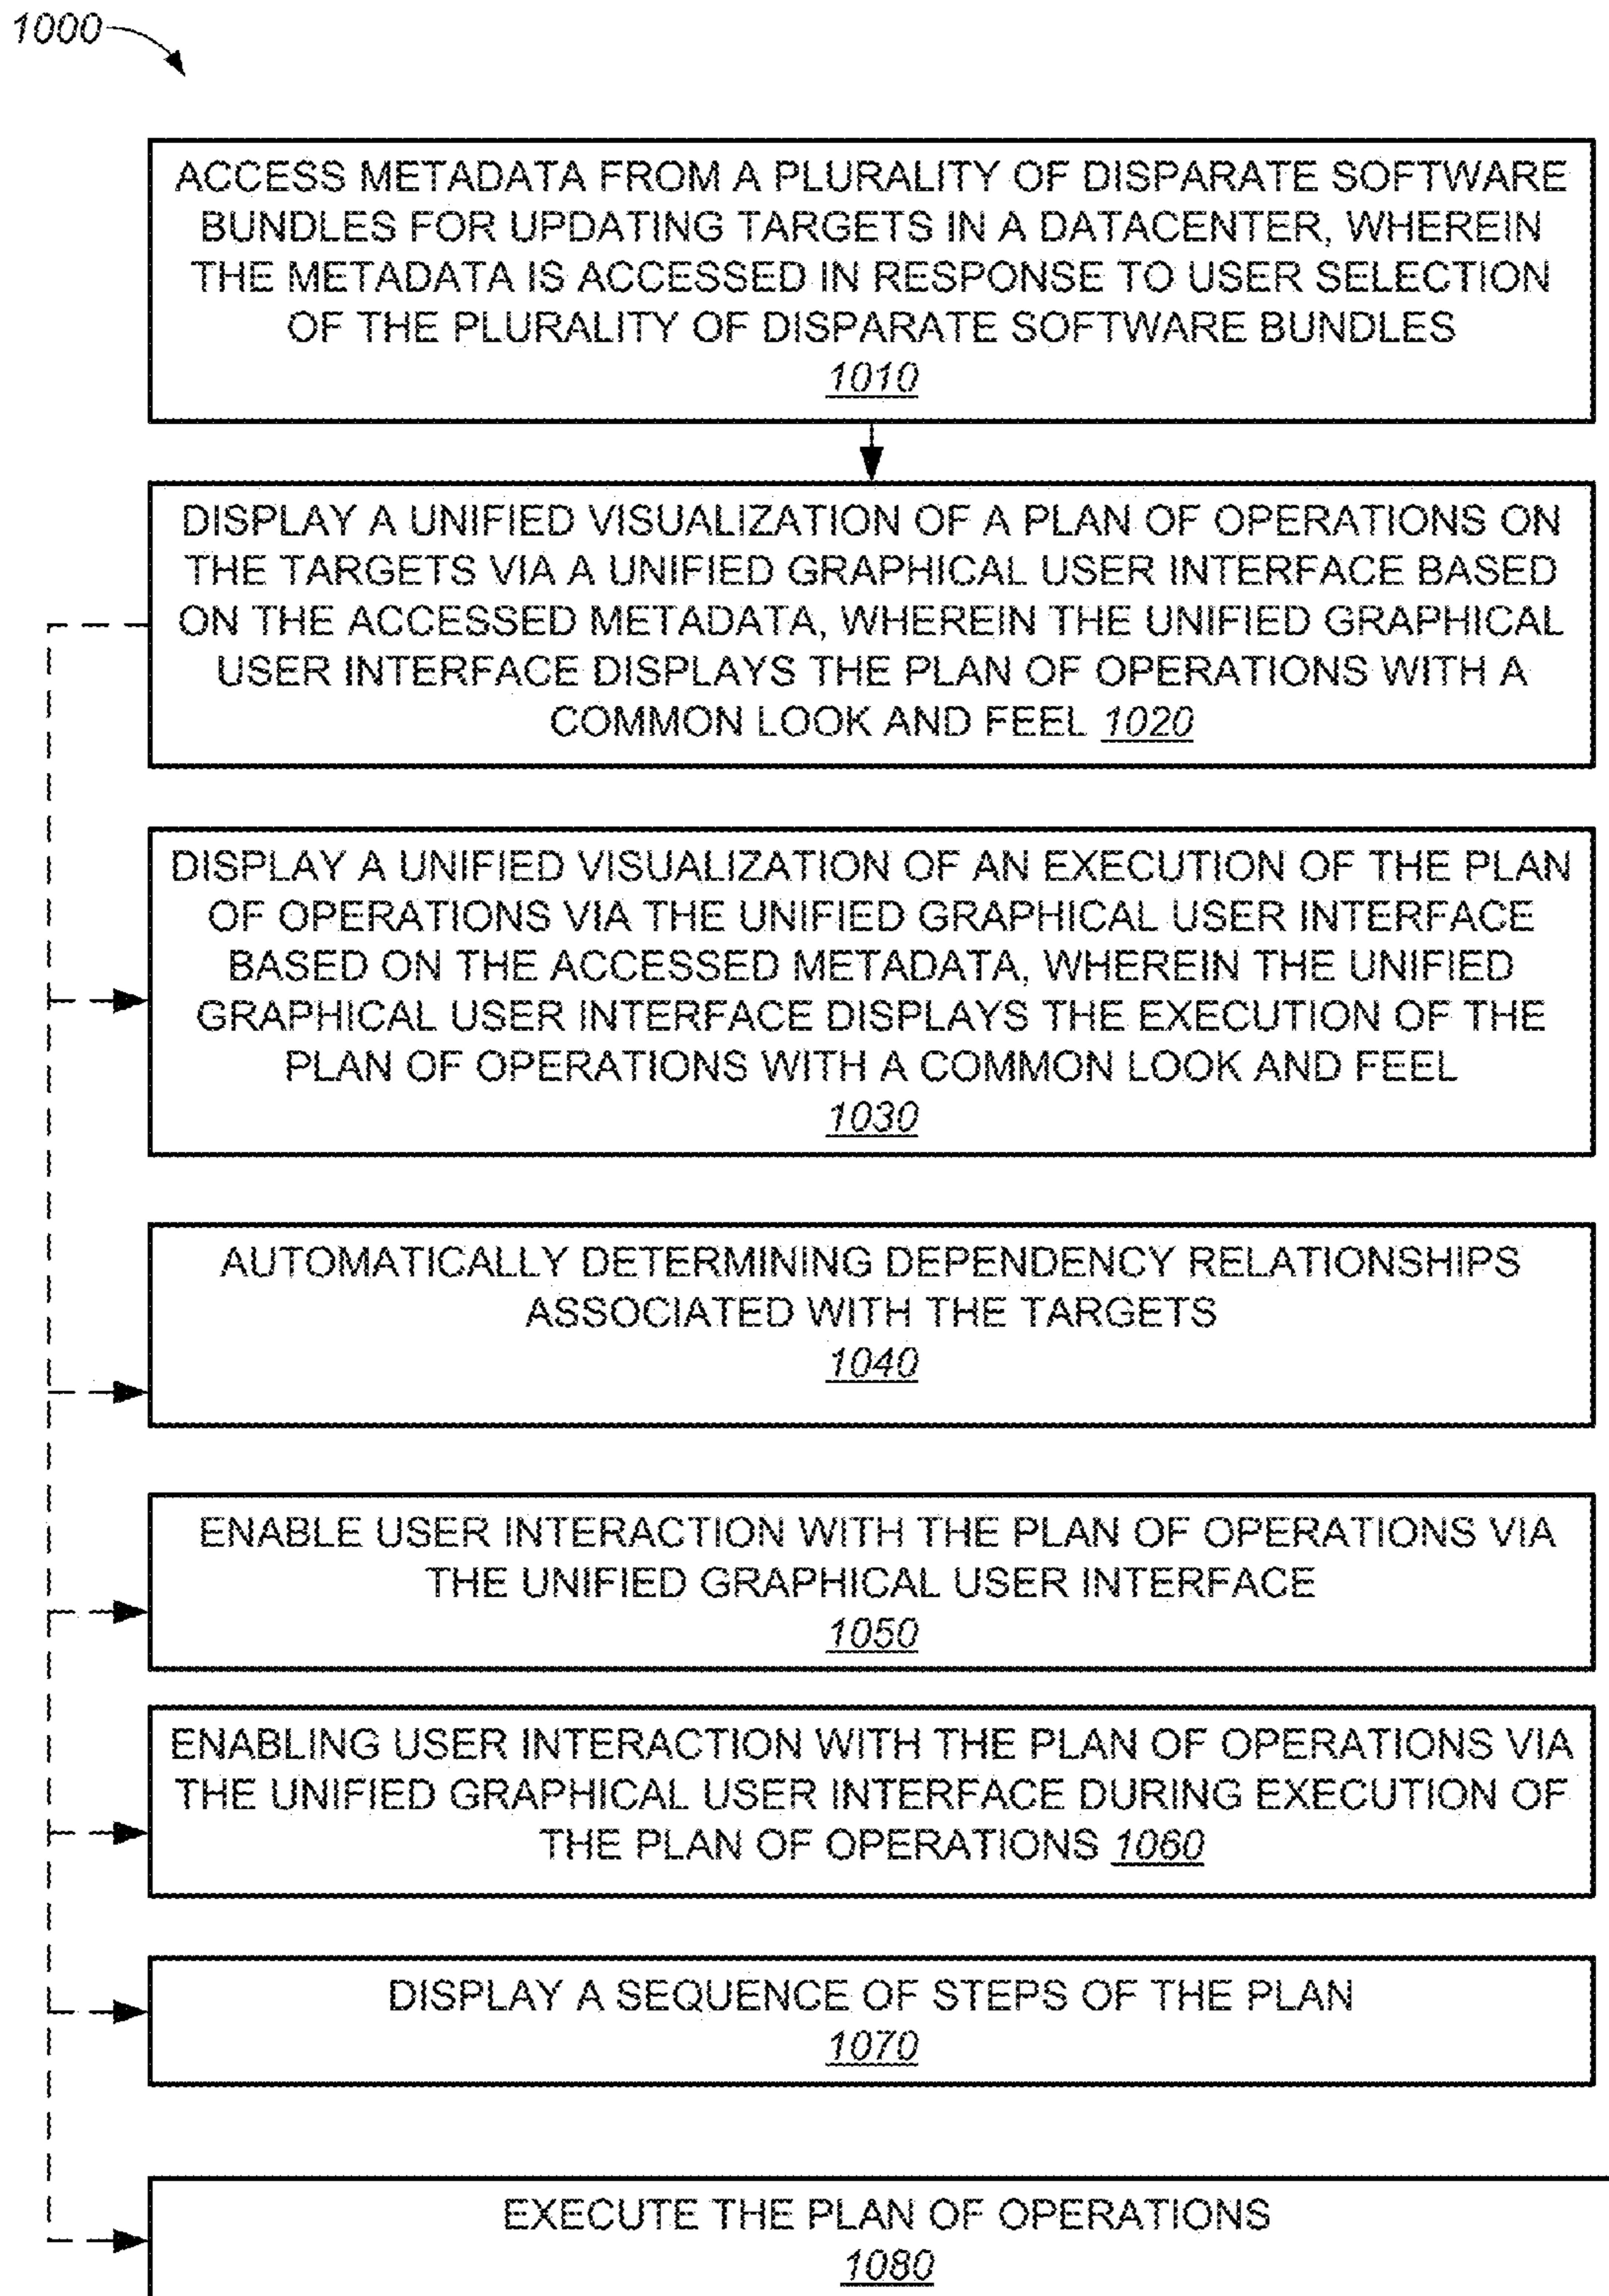 1000
ACCESS METADATA FROM A PLURALITY OF DISPARATE SOFTWARE
BUNDLES FOR UPDATING TARGETS IN A DATACENTER, WHEREIN
THE METADATA IS ACCESSED IN RESPONSE TO USER SELECTION
OF THE PLURALITY OF DISPARATE SOFTWARE BUNDLES
1010
DISPLAY A UNIFIED VISUALIZATION OF A PLAN OF OPERATIONS ON
THE TARGETS VIA A UNIFIED GRAPHICAL USER INTERFACE BASED
ON THE ACCESSED METADATA, WHEREIN THE UNIFIED GRAPHICAL
USER INTERFACE DISPLAYS THE PLAN OF OPERATIONS WITH A
COMMON LOOK AND FEEL 1020
DISPLAY A UNIFIED VISUALIZATION OF AN EXECUTION OF THE PLAN
OF OPERATIONS VIA THE UNIFIED GRAPHICAL USER INTERFACE
BASED ON THE ACCESSED METADATA, WHEREIN THE UNIFIED
GRAPHICAL USER INTERFACE DISPLAYS THE EXECUTION OF THE
PLAN OF OPERATIONS WITH A COMMON LOOK AND FEEL
1030
AUTOMATICALLY DETERMINING DEPENDENCY RELATIONSHIPS
ASSOCIATED WITH THE TARGETS
1040
ENABLE USER INTERACTION WITH THE PLAN OF OPERATIONS VIA
THE UNIFIED GRAPHICAL USER INTERFACE
1050
ENABLING USER INTERACTION WITH THE PLAN OF OPERATIONS VIA
THE UNIFIED GRAPHICAL USER INTERFACE DURING EXECUTION OF
THE PLAN OF OPERATIONS 1060
DISPLAY A SEQUENCE OF STEPS OF THE PLAN
1070
EXECUTE THE PLAN OF OPERATIONS
1080